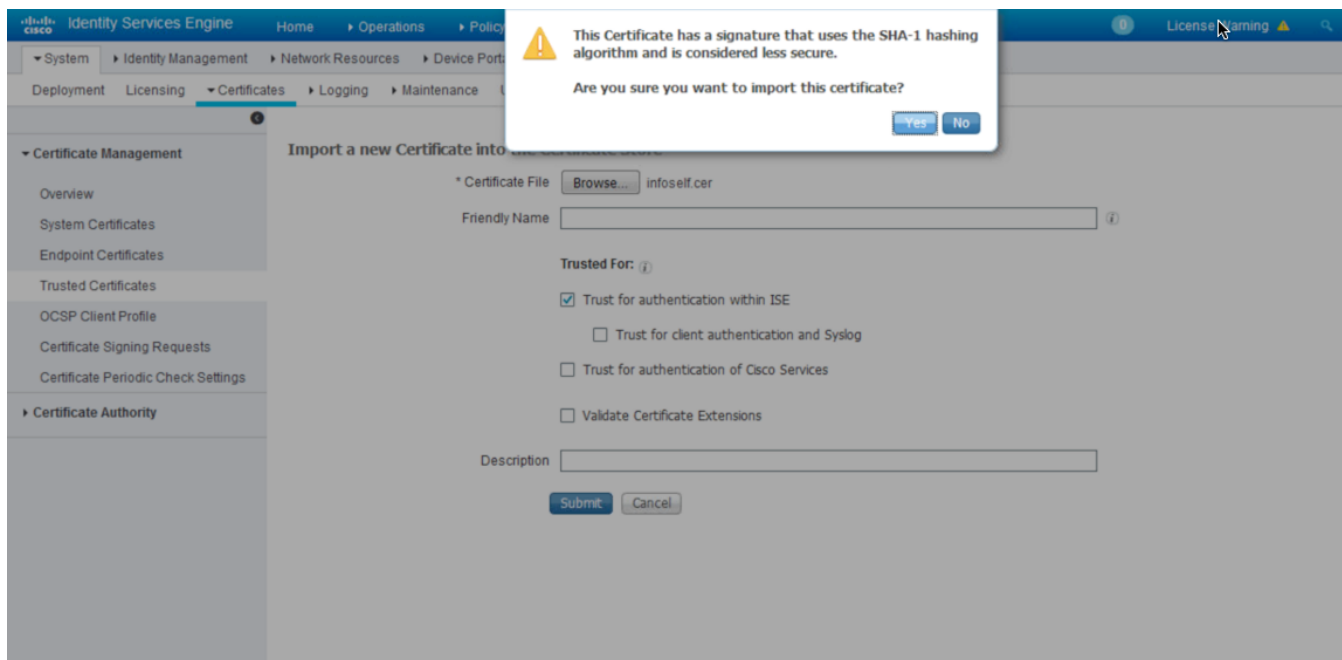 cisco Identity Services Engine Home Operations Policy 0 License Warning
System Identity Management Network Resources Device
Deployment Licensing Certificates Logging Maintenance
This Certificate has a signature that uses the SHA-1 hashing
algorithm and is considered less secure.
Are you sure you want to import this certificate?
Yes No
Certificate Management
Overview
System Certificates
Endpoint Certificates
Trusted Certificates
OCSP Client Profile
Certificate Signing Requests
Certificate Periodic Check Settings
Certificate Authority
Import a new Certificate into the Certificate Store
* Certificate File Browse... infoself.cer
Friendly Name
Trusted For:
Trust for authentication within ISE
Trust for client authentication and Syslog
Trust for authentication of Cisco Services
Validate Certificate Extensions
Description
Submit Cancel